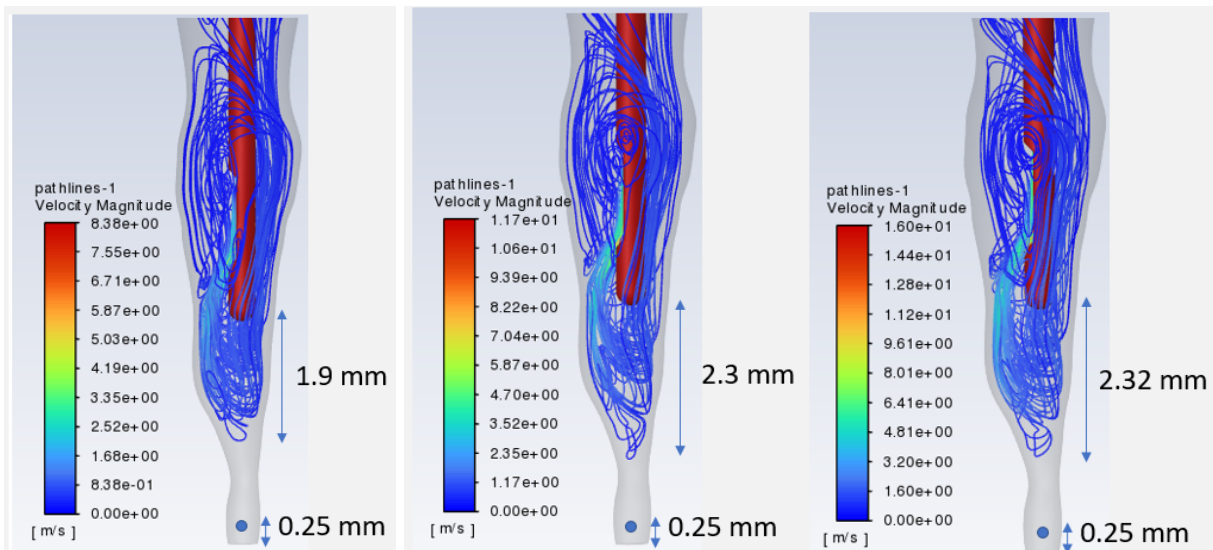 pathlines-1
Velocity Magnitude
8.38e+00
7.55e+00
6.71e+00
5.87e+00
5.03e+00
4.19e+00
3.35e+00
2.52e+00
1.68e+00
8.38e-01
0.00e+00
[ m/s ]
1.9 mm
0.25 mm
pathlines-1
Velocity Magnitude
1.17e+01
1.06e+01
9.39e+00
8.22e+00
7.04e+00
5.87e+00
4.70e+00
3.52e+00
2.35e+00
1.17e+00
0.00e+00
[ m/s ]
2.3 mm
0.25 mm
pathlines-1
Velocity Magnitude
1.60e+01
1.44e+01
1.28e+01
1.12e+01
9.61e+00
8.01e+00
6.41e+00
4.81e+00
3.20e+00
1.60e+00
0.00e+00
[ m/s ]
2.32 mm
0.25 mm